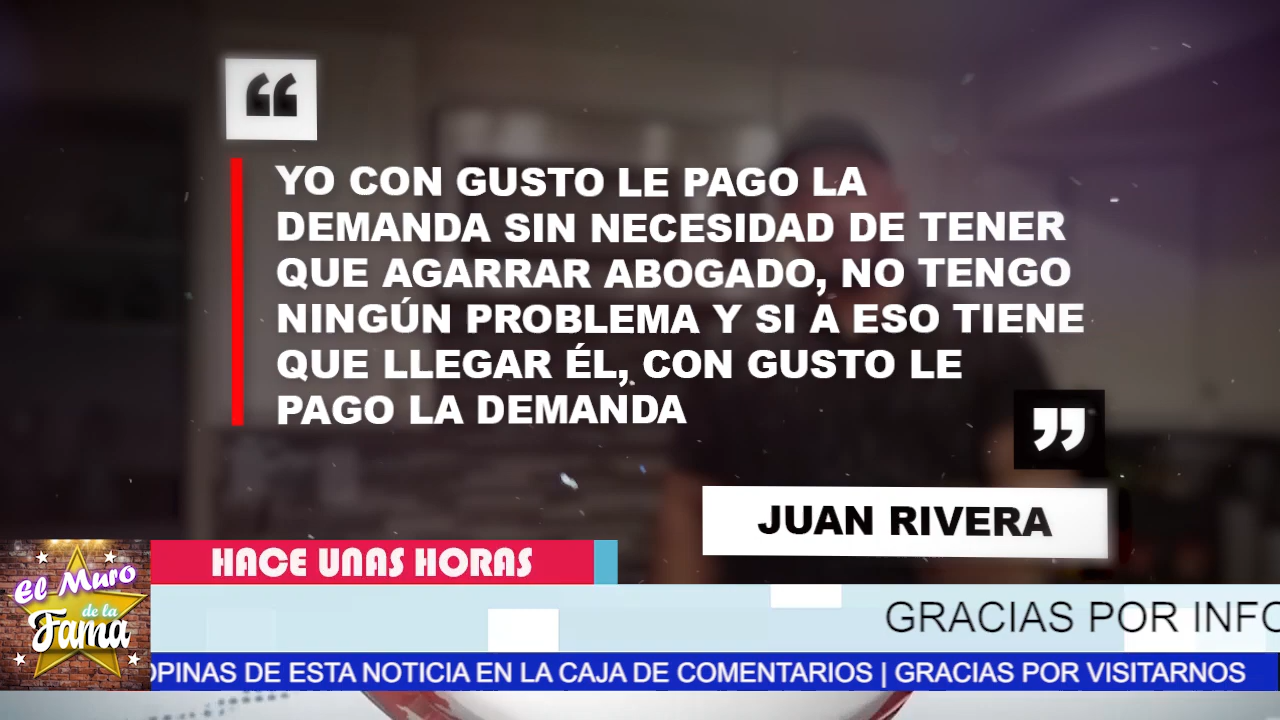 “
YO CON GUSTO LE PAGO LA
DEMANDA SIN NECESIDAD DE TENER
QUE AGARRAR ABOGADO, NO TENGO
NINGÚN PROBLEMA Y SI A ESO TIENE
QUE LLEGAR ÉL, CON GUSTO LE
PAGO LA DEMANDA
”
JUAN RIVERA
HACE UNAS HORAS
El Muro
de la
Fama
GRACIAS POR INFO
OPINAS DE ESTA NOTICIA EN LA CAJA DE COMENTARIOS | GRACIAS POR VISITARNOS